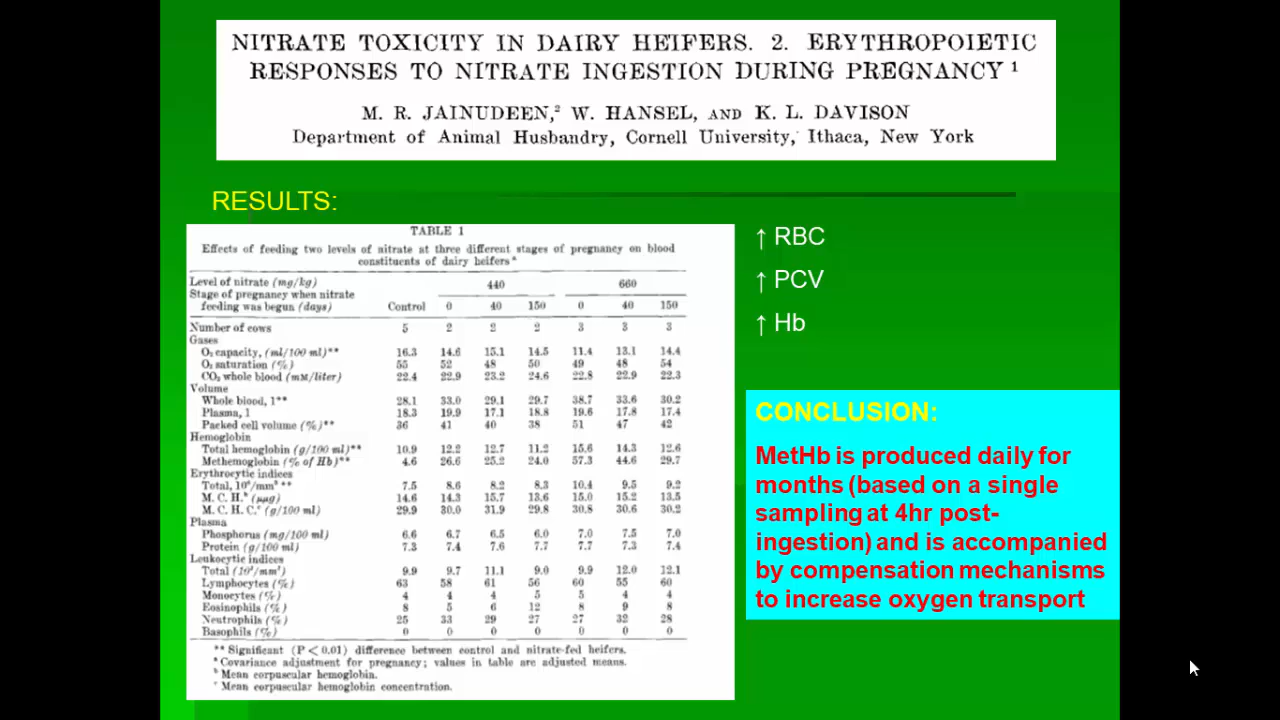 NITRATE TOXICITY IN DAIRY HEIFERS. 2. ERYTHROPOIETIC
RESPONSES TO NITRATE INGESTION DURING PREGNANCY ¹
M. R. JAINUDEEN,² W. HANSEL, AND K. L. DAVISON
Department of Animal Husbandry, Cornell University, Ithaca, New York
RESULTS:
TABLE 1
Effects of feeding two levels of nitrate at three different stages of pregnancy on blood
constituents of dairy heifers ᵃ
Level of nitrate (mg/kg) 440 660
Stage of pregnancy when nitrate
feeding was begun (days) Control 0 40 150 0 40 150
Number of cows 5 2 2 2 3 3 3
Gases
O₂ capacity, (ml/100 ml)** 16.3 14.6 15.1 14.5 11.4 13.1 14.4
O₂ saturation (%) 55 52 48 50 49 48 54
CO₂ whole blood (mM/liter) 22.4 22.9 23.2 24.6 22.8 22.9 22.3
Volume
Whole blood, 1** 28.1 33.0 29.1 29.7 38.7 33.6 30.2
Plasma, 1 18.3 19.9 17.1 18.8 19.6 17.8 17.4
Packed cell volume (%)** 36 41 40 38 51 47 42
Hemoglobin
Total hemoglobin (g/100 ml)** 10.9 12.2 12.7 11.2 15.6 14.3 12.6
Methemoglobin (% of Hb)** 4.6 26.6 25.2 24.0 57.3 44.6 29.7
Erythrocytic indices
Total, 10⁶/mm³ ** 7.5 8.6 8.2 8.3 10.4 9.5 9.2
M. C. H.ᵇ (μμg) 14.6 14.3 15.7 13.6 15.0 15.2 13.5
M. C. H. C.ᶜ (g/100 ml) 29.9 30.0 31.9 29.8 30.8 30.6 30.2
Plasma
Phosphorus (mg/100 ml) 6.6 6.7 6.5 6.0 7.0 7.5 7.0
Protein (g/100 ml) 7.3 7.4 7.6 7.7 7.7 7.3 7.4
Leukocytic indices
Total (10³/mm³) 9.9 9.7 11.1 9.0 9.9 12.0 12.1
Lymphocytes (%) 63 58 61 56 60 55 60
Monocytes (%) 4 4 4 5 5 4 4
Eosinophils (%) 8 5 6 12 8 9 8
Neutrophils (%) 25 33 29 27 27 32 28
Basophils (%) 0 0 0 0 0 0 0
** Significant (P < 0.01) difference between control and nitrate-fed heifers.
ᵃ Covariance adjustment for pregnancy; values in table are adjusted means.
ᵇ Mean corpuscular hemoglobin.
ᶜ Mean corpuscular hemoglobin concentration.
↑ RBC
↑ PCV
↑ Hb
CONCLUSION:
MetHb is produced daily for
months (based on a single
sampling at 4hr post-
ingestion) and is accompanied
by compensation mechanisms
to increase oxygen transport